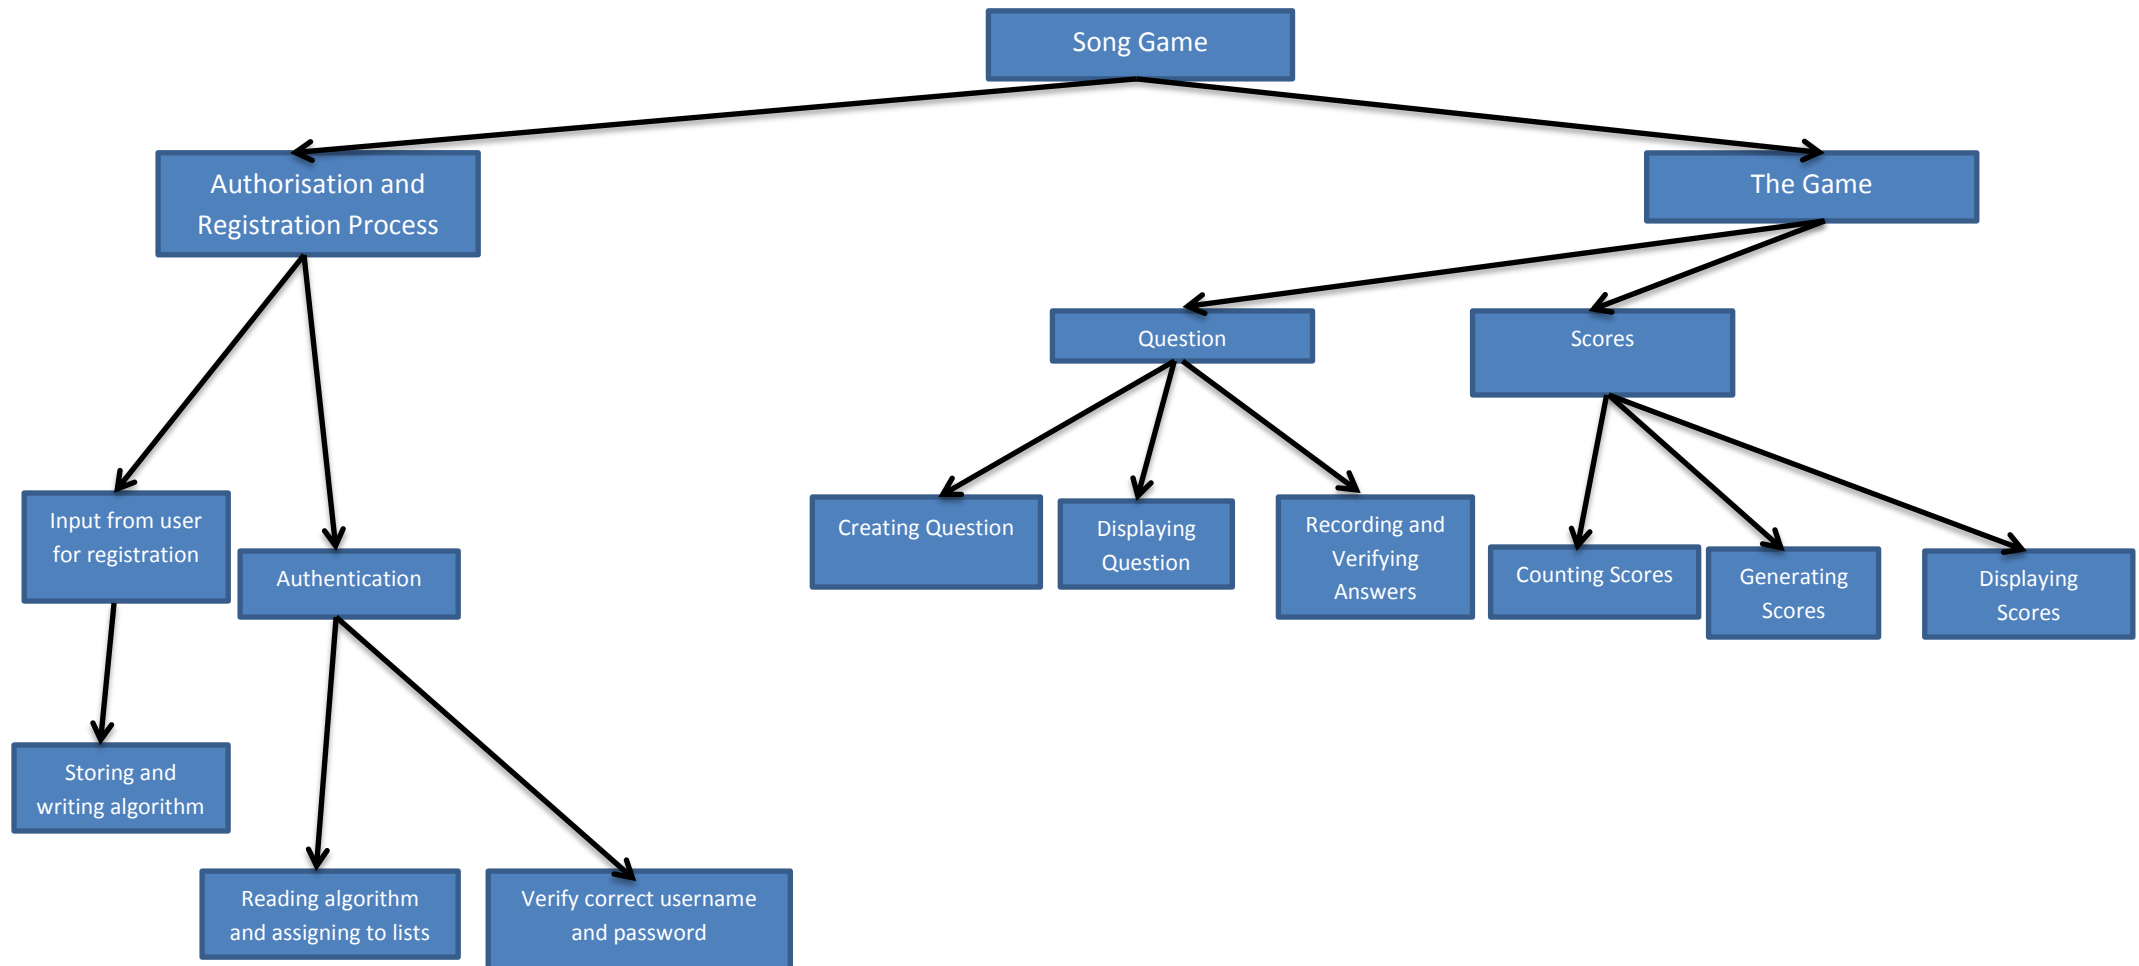 Song Game
Authorisation and
Registration Process
The Game
Question
Scores
Input from user
for registration
Authentication
Creating Question
Displaying
Question
Recording and
Verifying
Answers
Counting Scores
Generating
Scores
Displaying
Scores
Storing and
writing algorithm
Reading algorithm
and assigning to lists
Verify correct username
and password